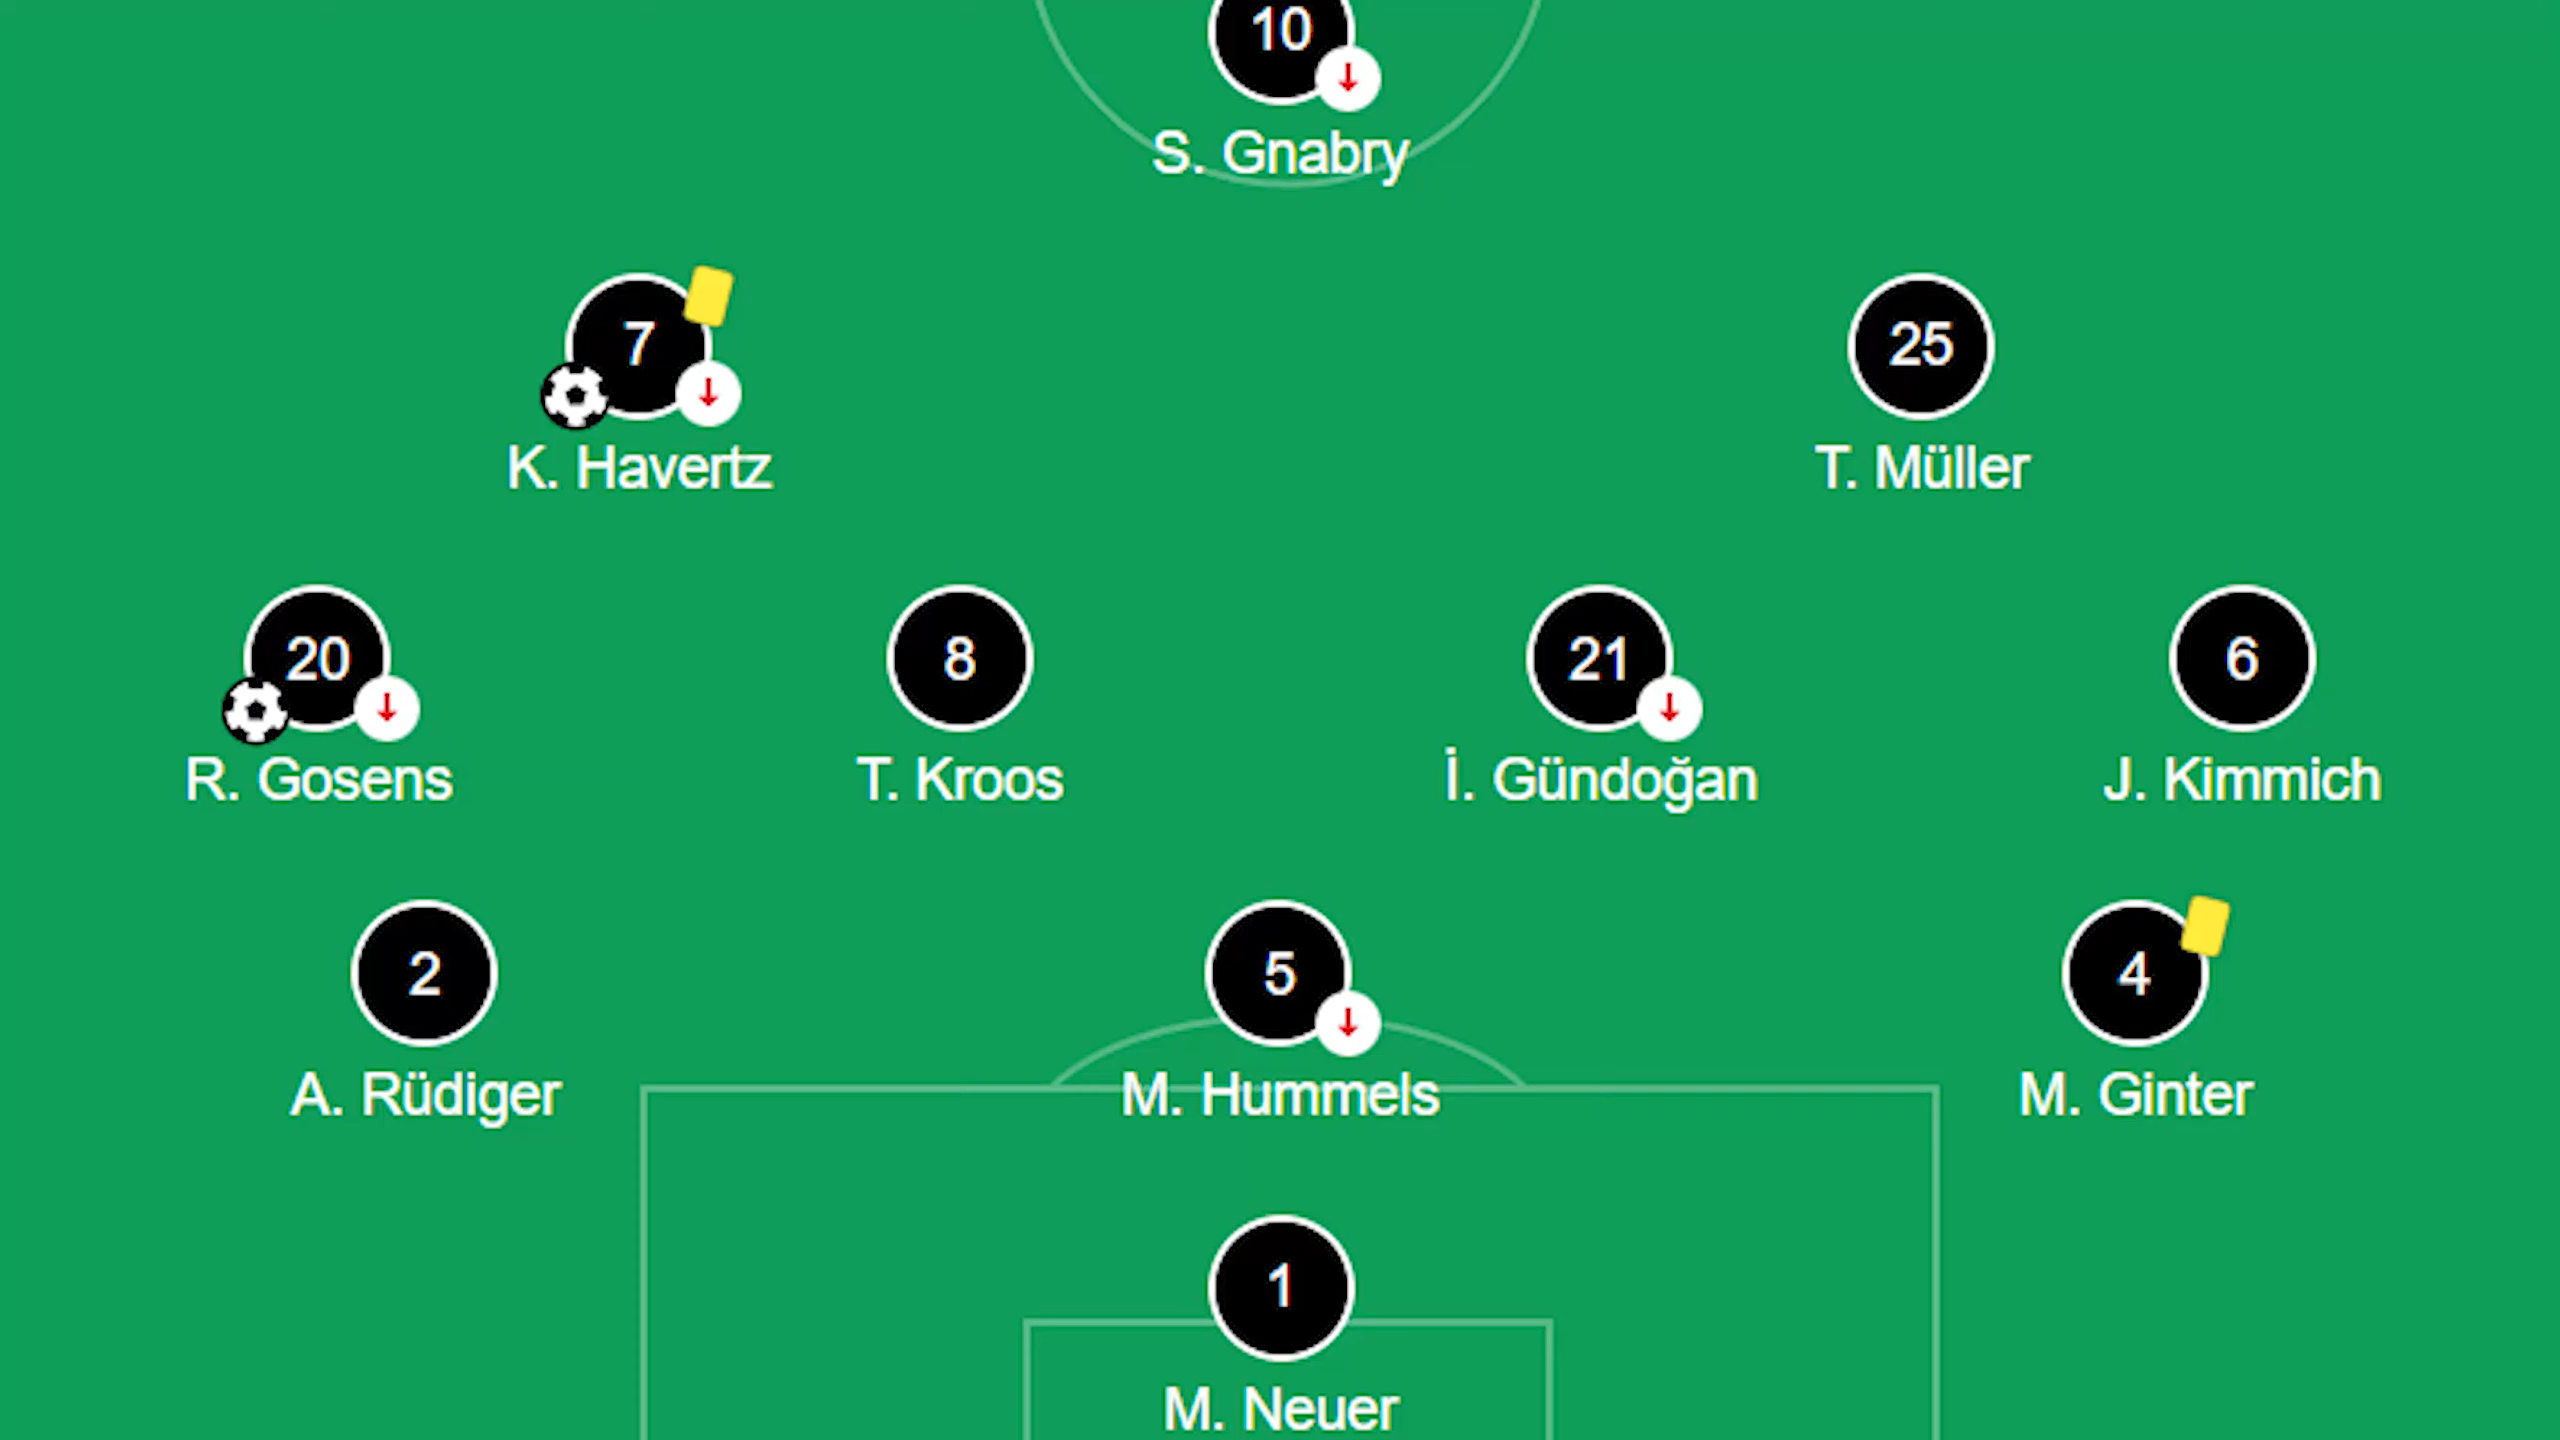 10
S. Gnabry
7
25
K. Havertz
T. Müller
20
8
21
6
R. Gosens
T. Kroos
İ. Gündoğan
J. Kimmich
2
5
4
A. Rüdiger
M. Hummels
M. Ginter
1
M. Neuer